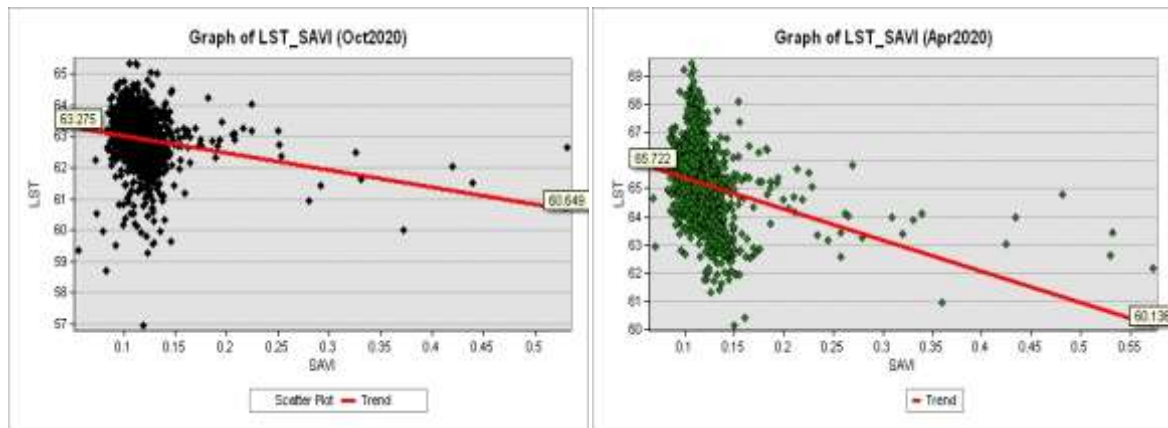 Graph of LST_SAVI (Oct2020)
65
64
63.275
63
62
61
60.649
60
59
58
57
LST
0.1 0.15 0.2 0.25 0.3 0.35 0.4 0.45 0.5
SAVI
Scatter Plot Trend
Graph of LST_SAVI (Apr2020)
69
68
67
66
65.722
65
64
63
62
61
60.136
60
LST
0.1 0.15 0.2 0.25 0.3 0.35 0.4 0.45 0.5 0.55
SAVI
Trend